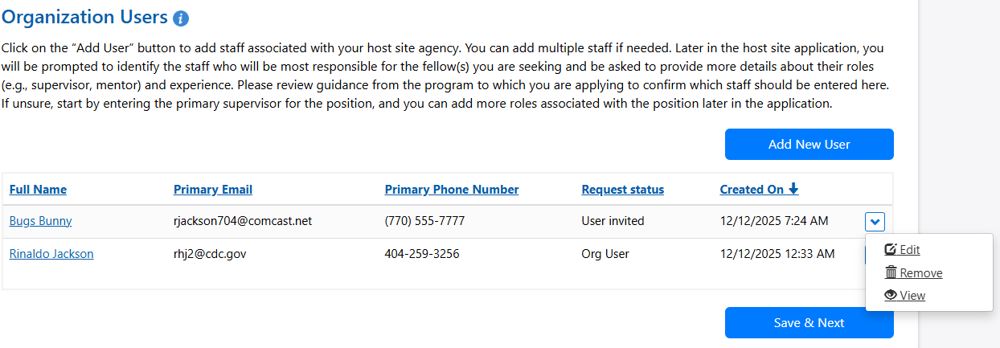 Organization Users
Click on the “Add User” button to add staff associated with your host site agency. You can add multiple staff if needed. Later in the host site application, you
will be prompted to identify the staff who will be most responsible for the fellow(s) you are seeking and be asked to provide more details about their roles
(e.g., supervisor, mentor) and experience. Please review guidance from the program to which you are applying to confirm which staff should be entered here.
If unsure, start by entering the primary supervisor for the position, and you can add more roles associated with the position later in the application.
Add New User
Full Name Primary Email Primary Phone Number Request status Created On
Bugs Bunny rjackson704@comcast.net (770) 555-7777 User invited 12/12/2025 7:24 AM
Rinaldo Jackson rhj2@cdc.gov 404-259-3256 Org User 12/12/2025 12:33 AM
Edit
Remove
View
Save & Next